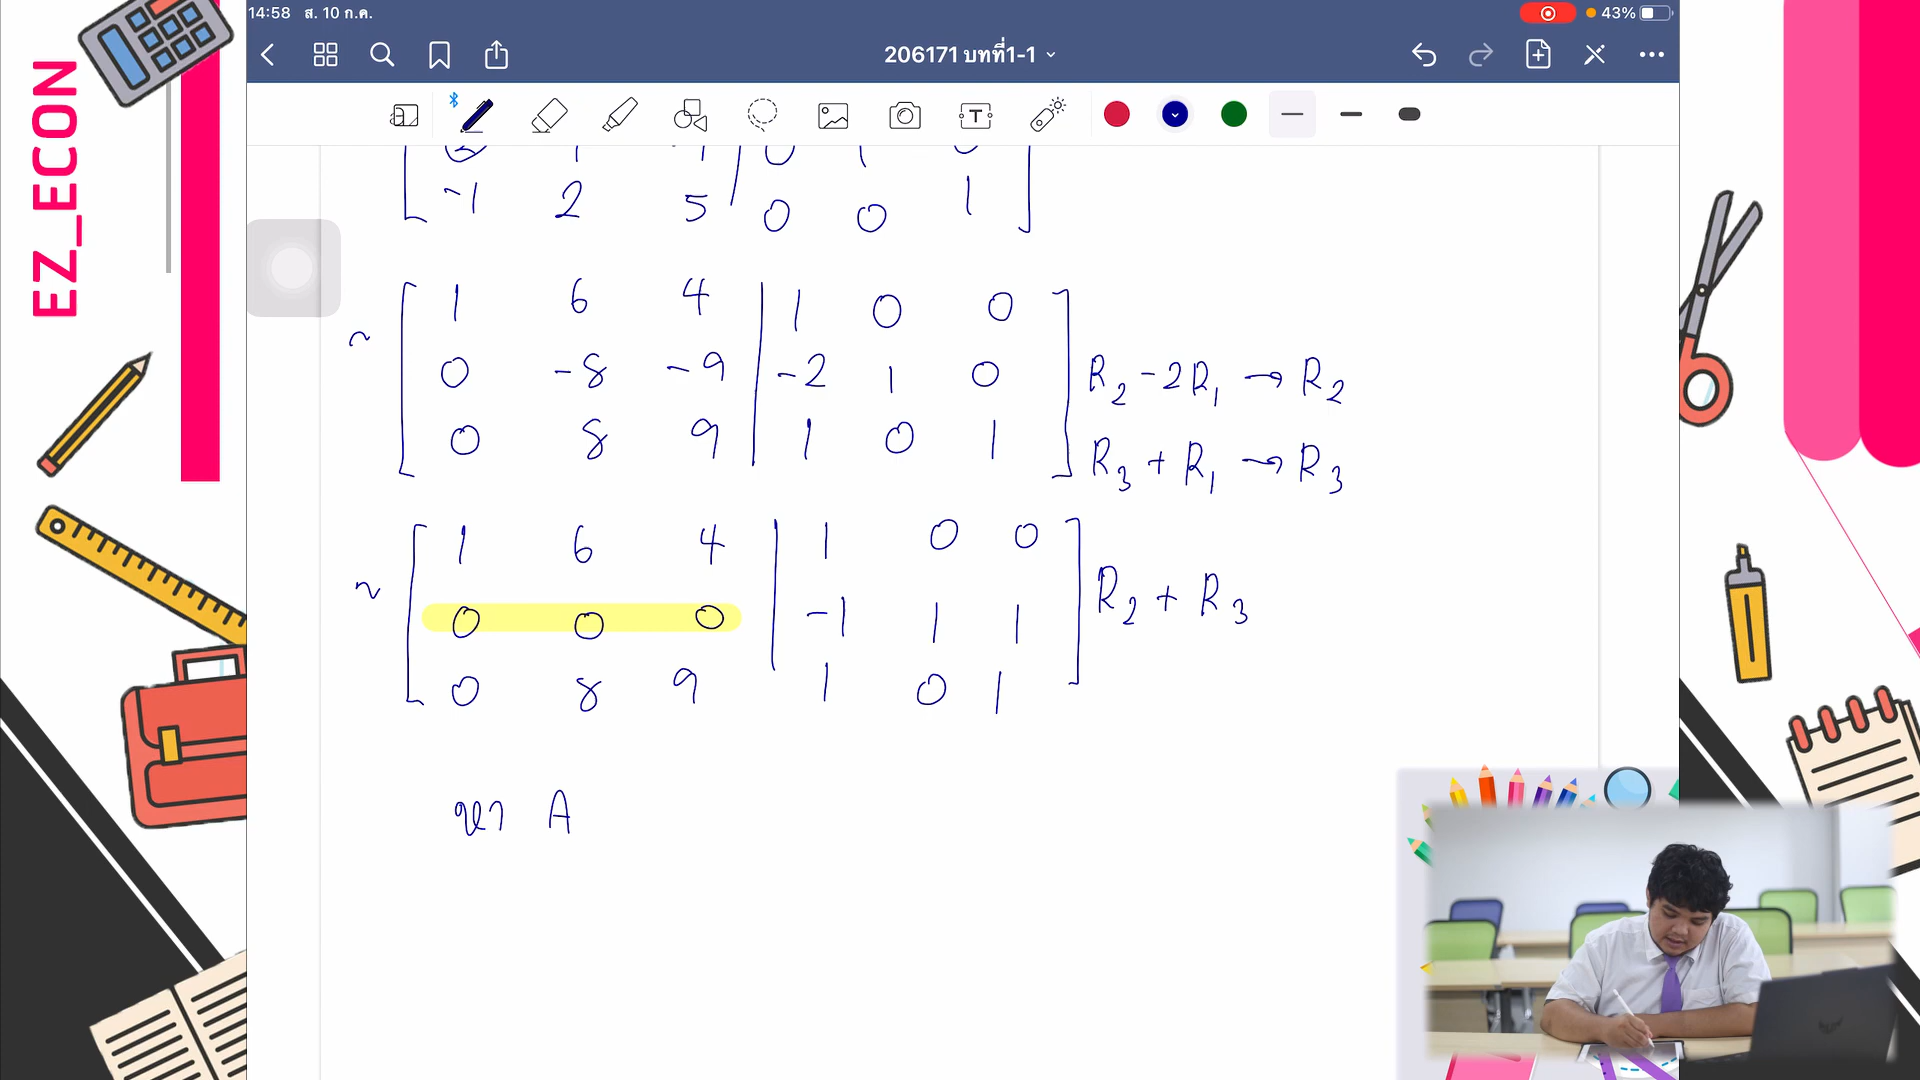 14:58 ส. 10 ก.ค. 43%
206171 บทที่1-1
EZ_ECON
-1 2 5 0 0 1
~ 1 6 4 1 0 0
0 -8 -9 -2 1 0 R2 - 2R1 → R2
0 8 9 1 0 1 R3 + R1 → R3
~ 1 6 4 1 0 0
0 0 0 -1 1 1 R2 + R3
0 8 9 1 0 1
หา A